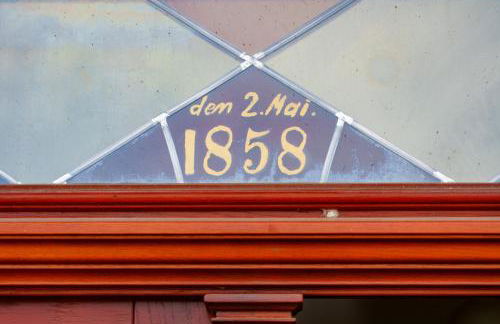 den 2. Mai.
1858